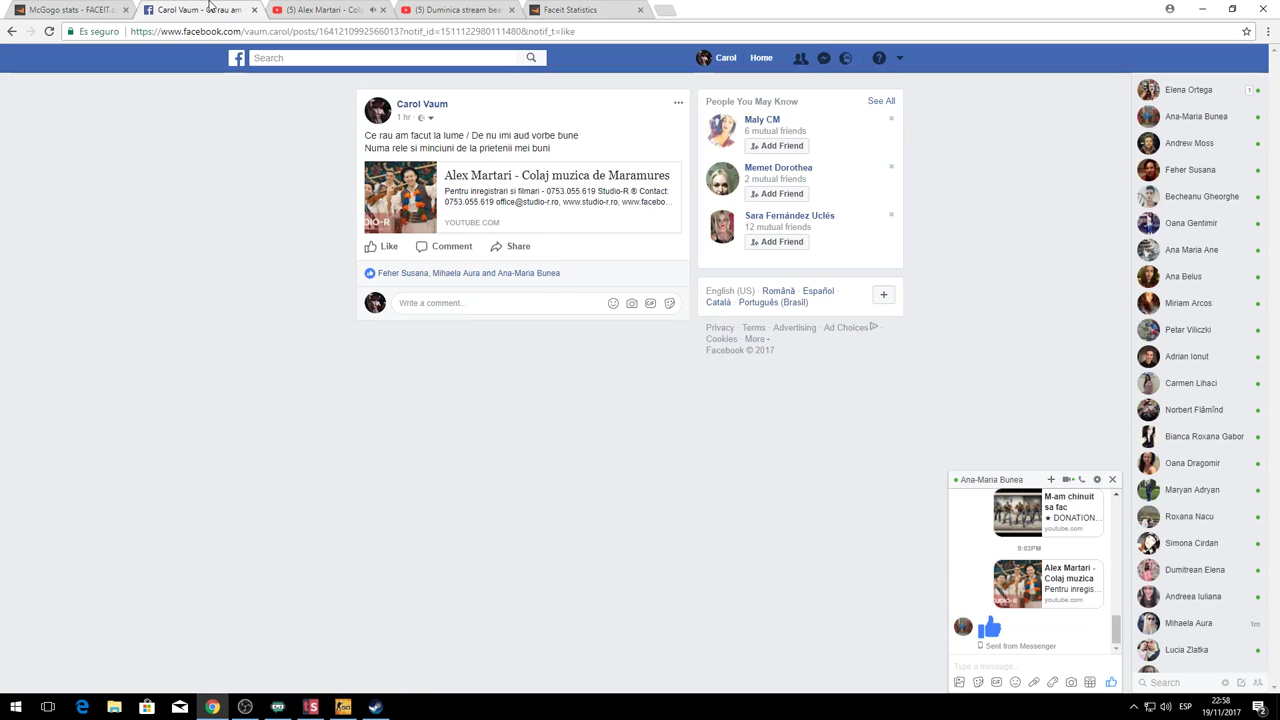 McGogo stats - FACEIT.c
Carol Vaum - Ce rau am
(5) Alex Martari - Cola
(5) Duminica stream bea
Faceit Statistics
Es seguro
https://www.facebook.com/vaum.carol/posts/1641210992566013?notif_id=1511122980111480&notif_t=like
Search
Carol
Home
Carol Vaum
1 hr
Ce rau am facut la lume / De nu imi aud vorbe bune
Numa rele si minciuni de la prietenii mei buni
Alex Martari - Colaj muzica de Maramures
Pentru inregistrari si filmari - 0753.055.619 Studio-R ® Contact:
0753.055.619 office@studio-r.ro, www.studio-r.ro, www.facebo...
YOUTUBE.COM
Like
Comment
Share
Feher Susana, Mihaela Aura and Ana-Maria Bunea
Write a comment...
People You May Know
See All
Maly CM
6 mutual friends
Add Friend
Memet Dorothea
2 mutual friends
Add Friend
Sara Fernández Uclés
12 mutual friends
Add Friend
English (US) · Română · Español ·
Català · Português (Brasil)
Privacy · Terms · Advertising · Ad Choices
Cookies · More
Facebook © 2017
Elena Ortega
1
Ana-Maria Bunea
Andrew Moss
Feher Susana
Becheanu Gheorghe
Oana Gentimir
Ana Maria Ane
Ana Belus
Miriam Arcos
Petar Viliczki
Adrian Ionut
Carmen Lihaci
Norbert Flămînd
Bianca Roxana Gabor
Oana Dragomir
Maryan Adryan
Roxana Nacu
Simona Cirdan
Dumitrean Elena
Andreea Iuliana
Mihaela Aura
1m
Lucia Zlatka
Search
Ana-Maria Bunea
M-am chinuit
sa fac
★ DONATION...
youtube.com
9:03PM
Alex Martari -
Colaj muzica
Pentru inregis...
youtube.com
Sent from Messenger
Type a message...
ESP
22:58
19/11/2017
2